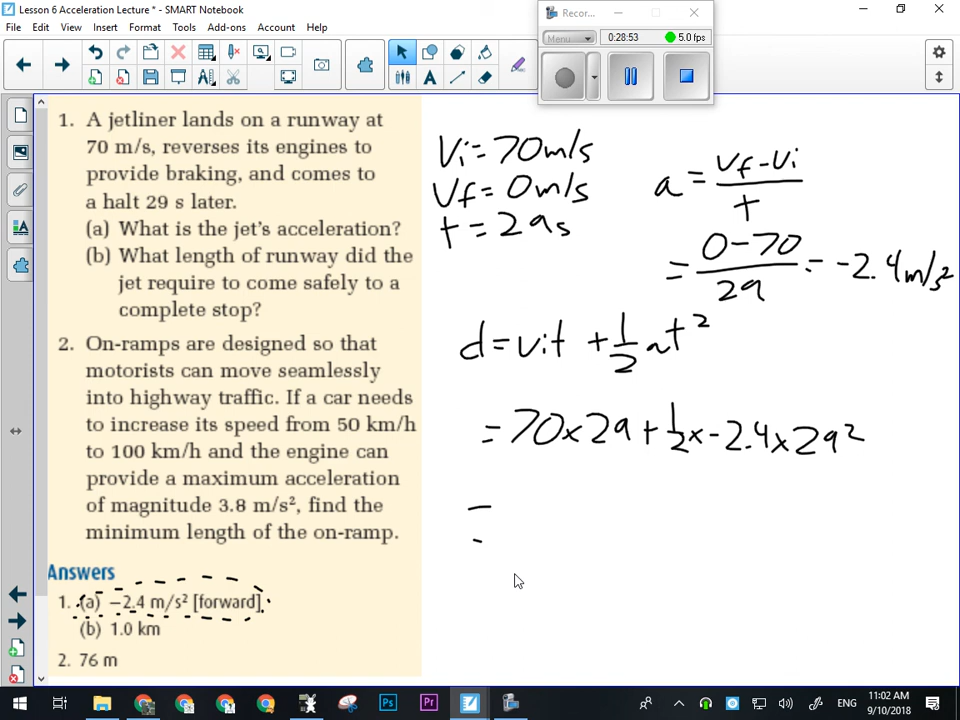 Lesson 6 Acceleration Lecture * - SMART Notebook
File Edit View Insert Format Tools Add-ons Account Help
Recor...
Menu
0:28:53
5.0 fps
1. A jetliner lands on a runway at
70 m/s, reverses its engines to
provide braking, and comes to
a halt 29 s later.
(a) What is the jet's acceleration?
(b) What length of runway did the
jet require to come safely to a
complete stop?
2. On-ramps are designed so that
motorists can move seamlessly
into highway traffic. If a car needs
to increase its speed from 50 km/h
to 100 km/h and the engine can
provide a maximum acceleration
of magnitude 3.8 m/s², find the
minimum length of the on-ramp.
Answers
1. (a) −2.4 m/s² [forward]
(b) 1.0 km
2. 76 m
Vi = 70m/s
Vf = 0m/s
t = 29s
a = Vf - Vi / t
= 0 - 70 / 29 = -2.4 m/s²
d = vit + 1/2 at²
= 70 x 29 + 1/2 x -2.4 x 29²
=
ENG
11:02 AM
9/10/2018
Ps
Pr